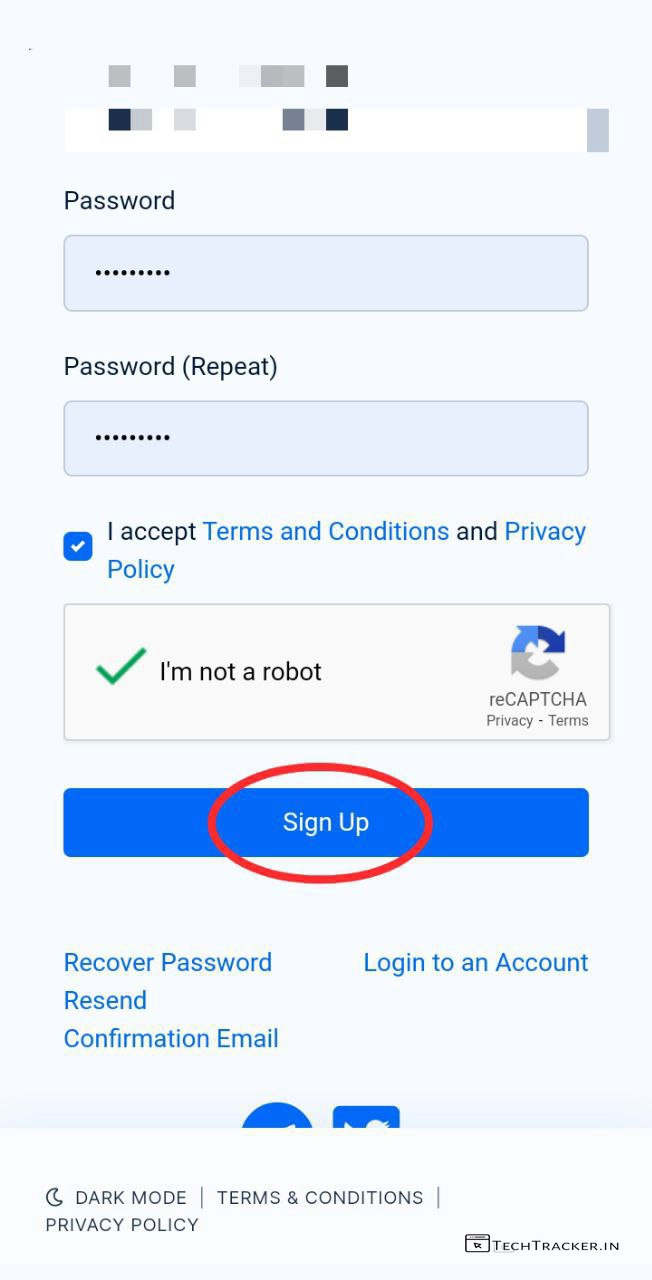 Password
•••••••••
Password (Repeat)
•••••••••
I accept Terms and Conditions and Privacy
Policy
I'm not a robot
reCAPTCHA
Privacy - Terms
Sign Up
Recover Password
Login to an Account
Resend
Confirmation Email
DARK MODE | TERMS & CONDITIONS |
PRIVACY POLICY
TECHTRACKER.IN